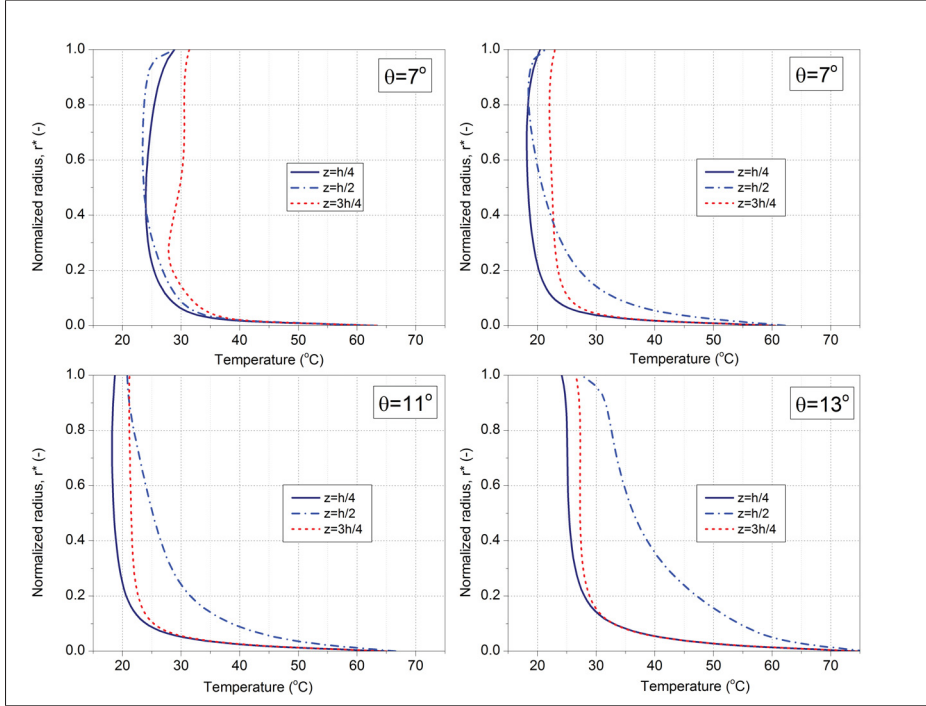 1.0
0.8
0.6
0.4
0.2
0.0
Normalized radius, r* (-)
θ=7°
z=h/4
z=h/2
z=3h/4
20 30 40 50 60 70
Temperature (°C)
1.0
0.8
0.6
0.4
0.2
0.0
Normalized radius, r* (-)
θ=7°
z=h/4
z=h/2
z=3h/4
20 30 40 50 60 70
Temperature (°C)
1.0
0.8
0.6
0.4
0.2
0.0
Normalized radius, r* (-)
θ=11°
z=h/4
z=h/2
z=3h/4
20 30 40 50 60 70
Temperature (°C)
1.0
0.8
0.6
0.4
0.2
0.0
Normalized radius, r* (-)
θ=13°
z=h/4
z=h/2
z=3h/4
20 30 40 50 60 70
Temperature (°C)